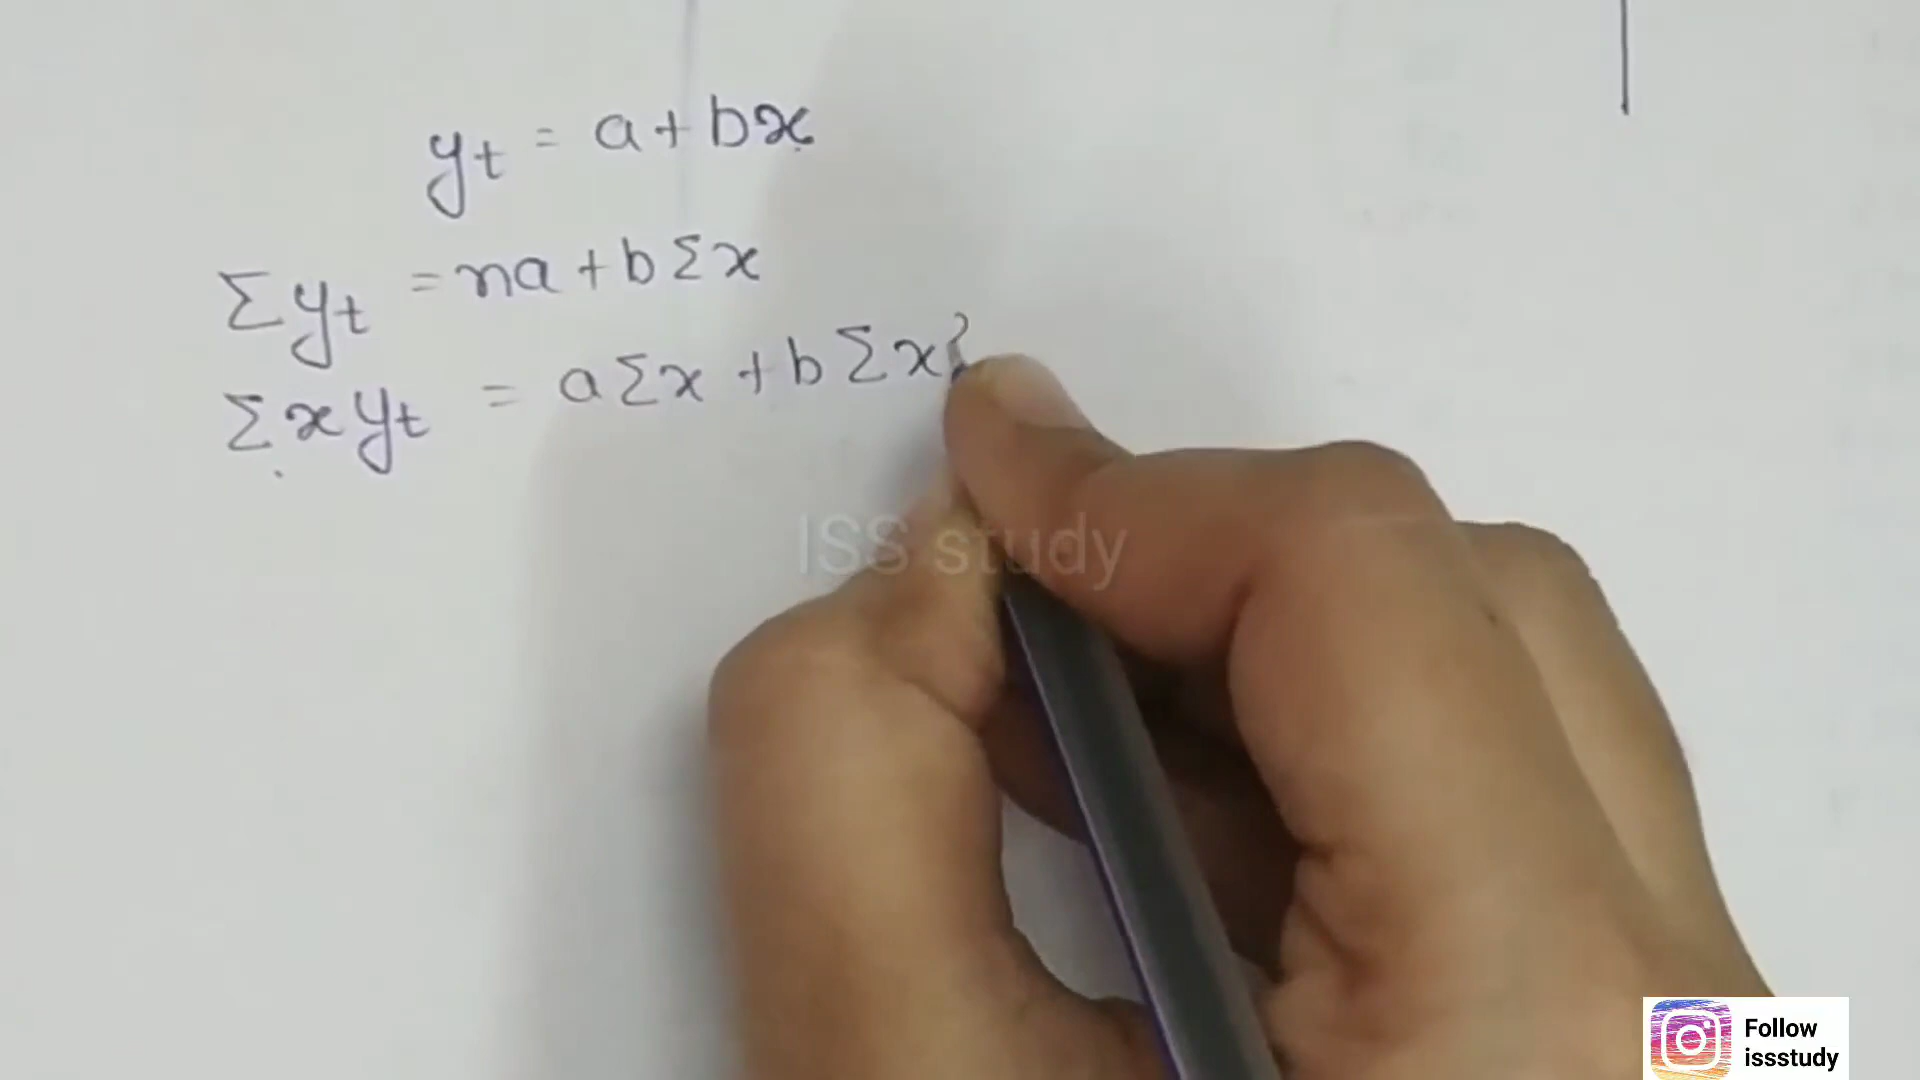 yt = a + bx
Σyt = na + bΣx
Σxyt = aΣx + bΣx²
ISS study
Follow
issstudy